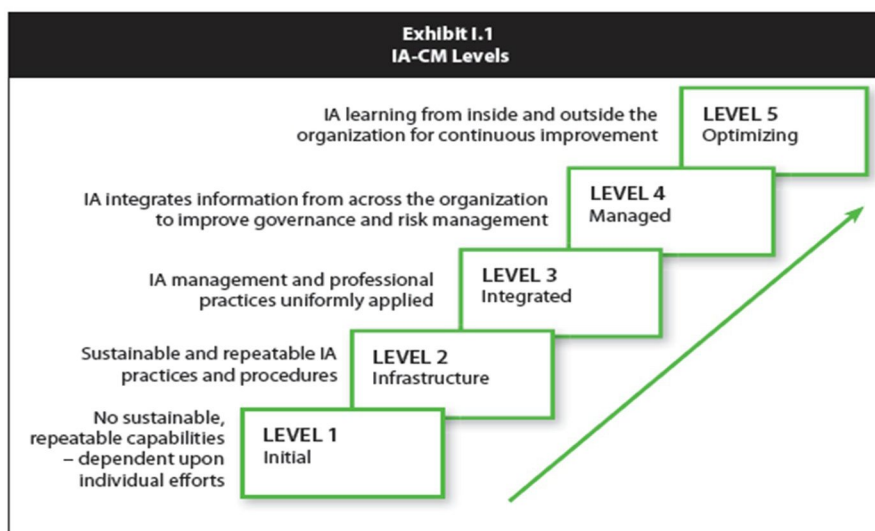 Exhibit I.1
IA-CM Levels
IA learning from inside and outside the
organization for continuous improvement
LEVEL 5
Optimizing
IA integrates information from across the organization
to improve governance and risk management
LEVEL 4
Managed
IA management and professional
practices uniformly applied
LEVEL 3
Integrated
Sustainable and repeatable IA
practices and procedures
LEVEL 2
Infrastructure
No sustainable,
repeatable capabilities
– dependent upon
individual efforts
LEVEL 1
Initial